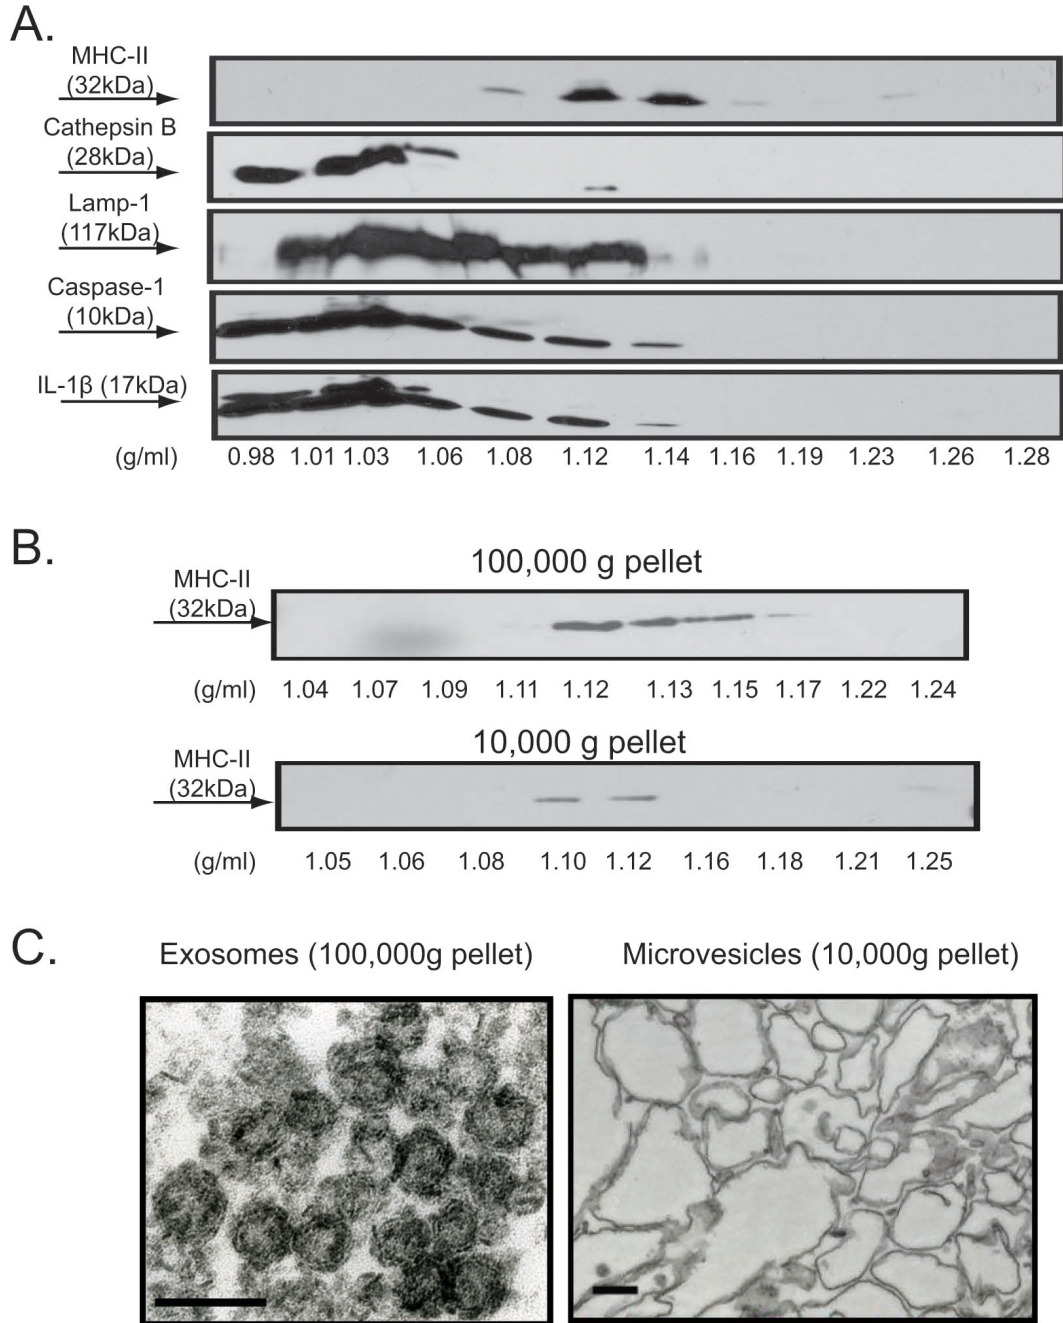 A.
MHC-II
(32kDa)
Cathepsin B
(28kDa)
Lamp-1
(117kDa)
Caspase-1
(10kDa)
IL-1β (17kDa)
(g/ml) 0.98 1.01 1.03 1.06 1.08 1.12 1.14 1.16 1.19 1.23 1.26 1.28
B.
100,000 g pellet
MHC-II
(32kDa)
(g/ml) 1.04 1.07 1.09 1.11 1.12 1.13 1.15 1.17 1.22 1.24
10,000 g pellet
MHC-II
(32kDa)
(g/ml) 1.05 1.06 1.08 1.10 1.12 1.16 1.18 1.21 1.25
C.
Exosomes (100,000g pellet) Microvesicles (10,000g pellet)